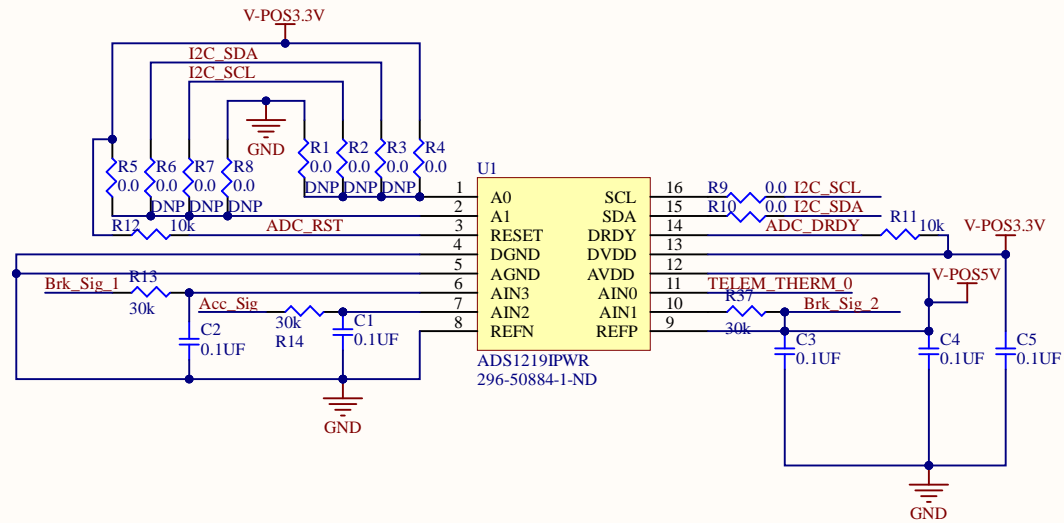 V-POS3.3V
I2C_SDA
I2C_SCL
GND
R5 R6 R7 R8 R1 R2 R3 R4
0.0 0.0 0.0 0.0 0.0 0.0 0.0 0.0
DNP DNP DNP DNP DNP DNP
R12 10k ADC_RST
Brk_Sig_1 R13
30k
Acc_Sig
30k
R14
C2
0.1UF
C1
0.1UF
GND
U1
1 A0 SCL 16
2 A1 SDA 15
3 RESET DRDY 14
4 DGND DVDD 13
5 AGND AVDD 12
6 AIN3 AIN0 11
7 AIN2 AIN1 10
8 REFN REFP 9
ADS1219IPWR
296-50884-1-ND
R9 0.0 I2C_SCL
R10 0.0 I2C_SDA
ADC_DRDY R11
10k
V-POS3.3V
V-POS5V
TELEM_THERM_0
R37 Brk_Sig_2
30k
C3
0.1UF
C4
0.1UF
C5
0.1UF
GND